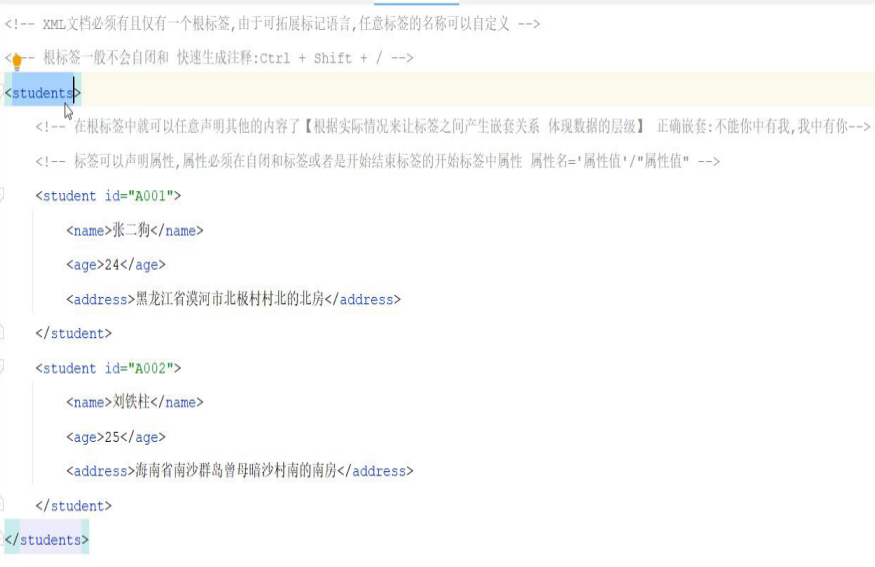 <!-- XML文档必须有且仅有一个根标签,由于可拓展标记语言,任意标签的名称可以自定义 -->
<!-- 根标签一般不会自闭和 快速生成注释:Ctrl + Shift + / -->
<students>
<!-- 在根标签中就可以任意声明其他的内容了【根据实际情况来让标签之间产生嵌套关系 体现数据的层级】 正确嵌套:不能你中有我,我中有你-->
<!-- 标签可以声明属性,属性必须在自闭和标签或者是开始结束标签的开始标签中属性 属性名='属性值'/"属性值" -->
<student id="A001">
<name>张二狗</name>
<age>24</age>
<address>黑龙江省漠河市北极村村北的北房</address>
</student>
<student id="A002">
<name>刘铁柱</name>
<age>25</age>
<address>海南省南沙群岛曾母暗沙村南的南房</address>
</student>
</students>